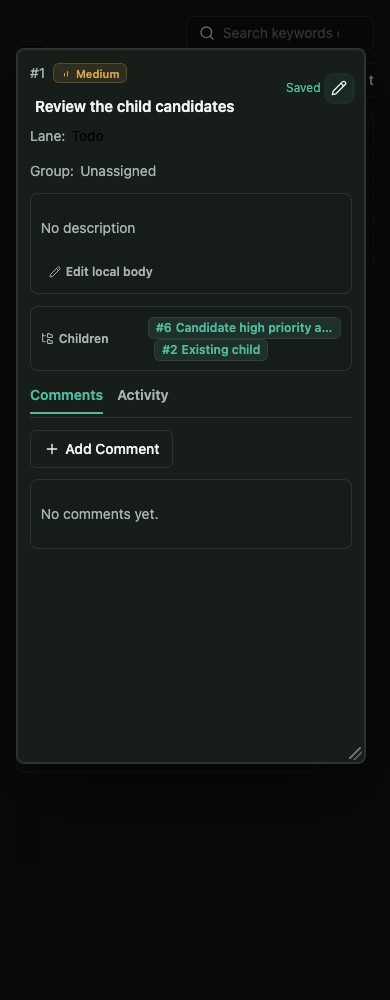 Search keywords
#1 Medium
Saved
t
Review the child candidates
Lane: Todo
Group: Unassigned
No description
Edit local body
Children
#6 Candidate high priority a...
#2 Existing child
Comments Activity
Add Comment
No comments yet.